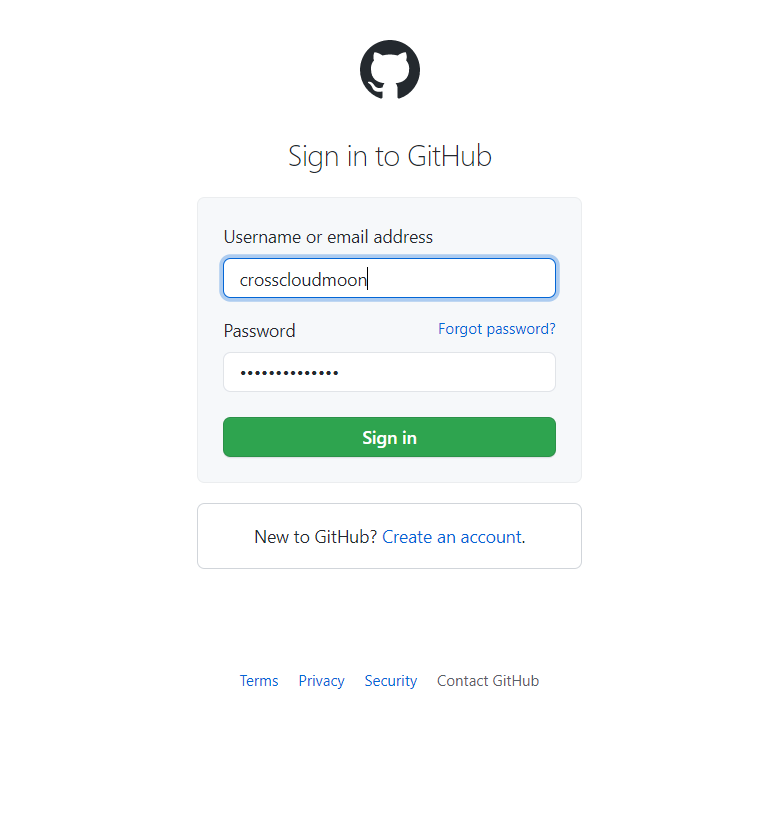 Sign in to GitHub
Username or email address
crosscloudmoon
Password Forgot password?
••••••••••••••
Sign in
New to GitHub? Create an account.
Terms Privacy Security Contact GitHub